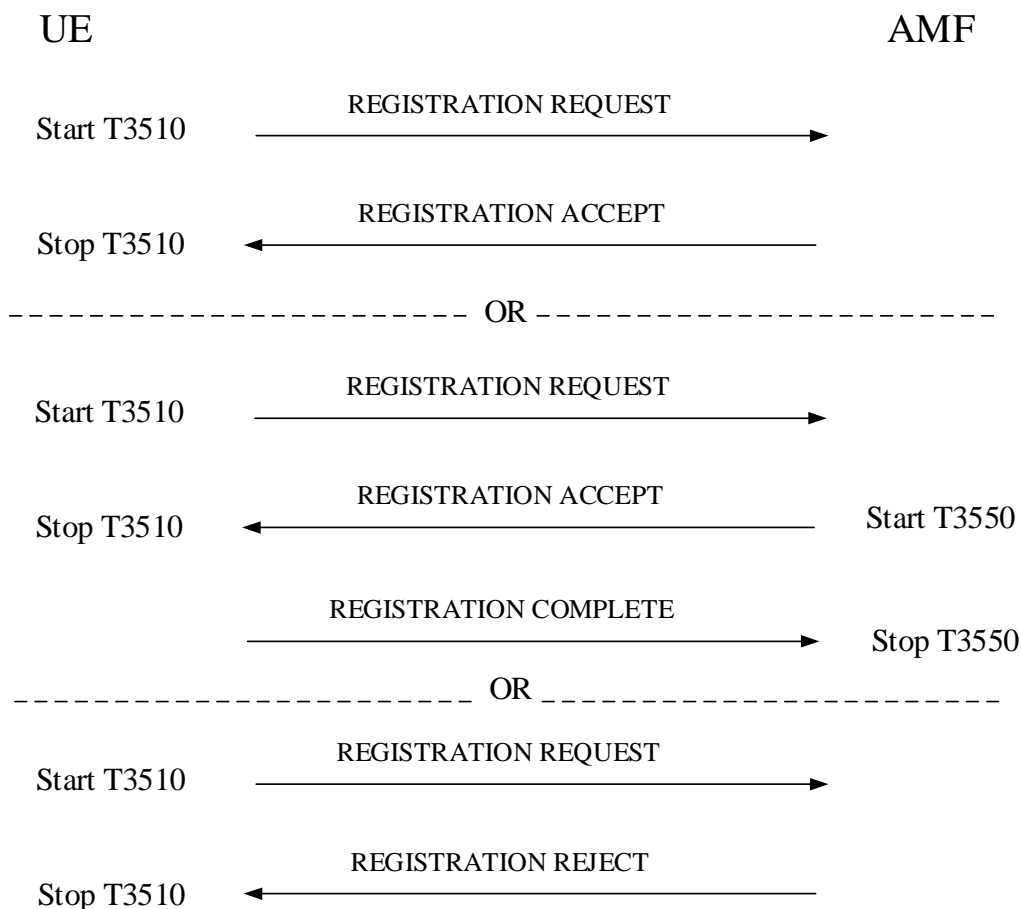 UE AMF
REGISTRATION REQUEST
Start T3510
REGISTRATION ACCEPT
Stop T3510
OR
REGISTRATION REQUEST
Start T3510
REGISTRATION ACCEPT
Stop T3510 Start T3550
REGISTRATION COMPLETE
Stop T3550
OR
REGISTRATION REQUEST
Start T3510
REGISTRATION REJECT
Stop T3510